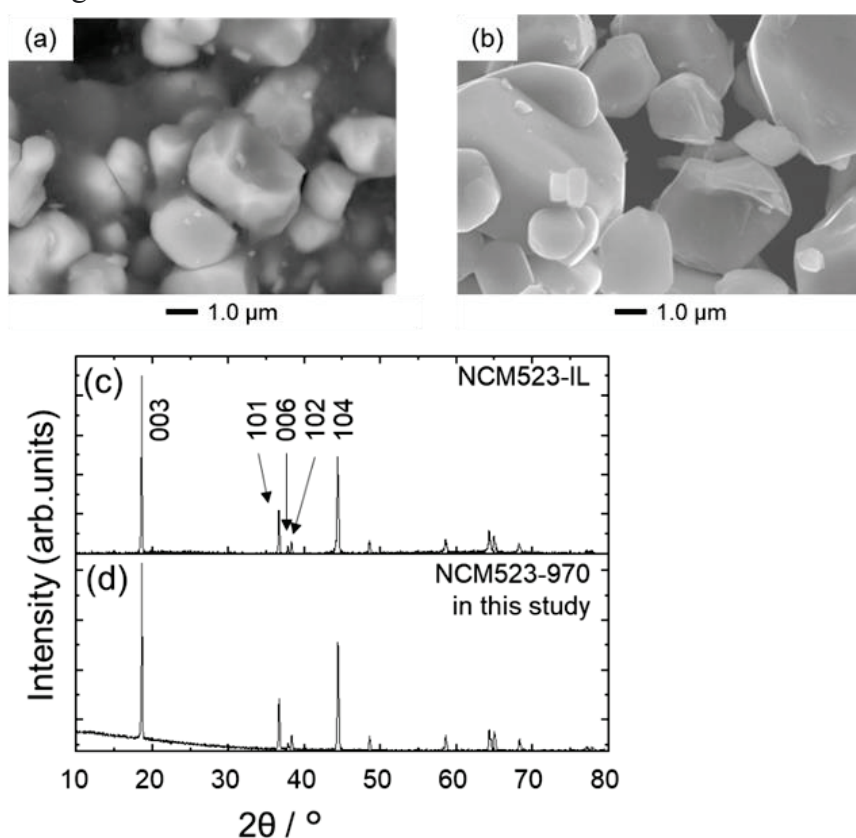 (a)
(b)
1.0 µm
1.0 µm
(c)
NCM523-IL
003
101
006
102
104
(d)
NCM523-970
in this study
Intensity (arb.units)
10 20 30 40 50 60 70 80
2θ / °